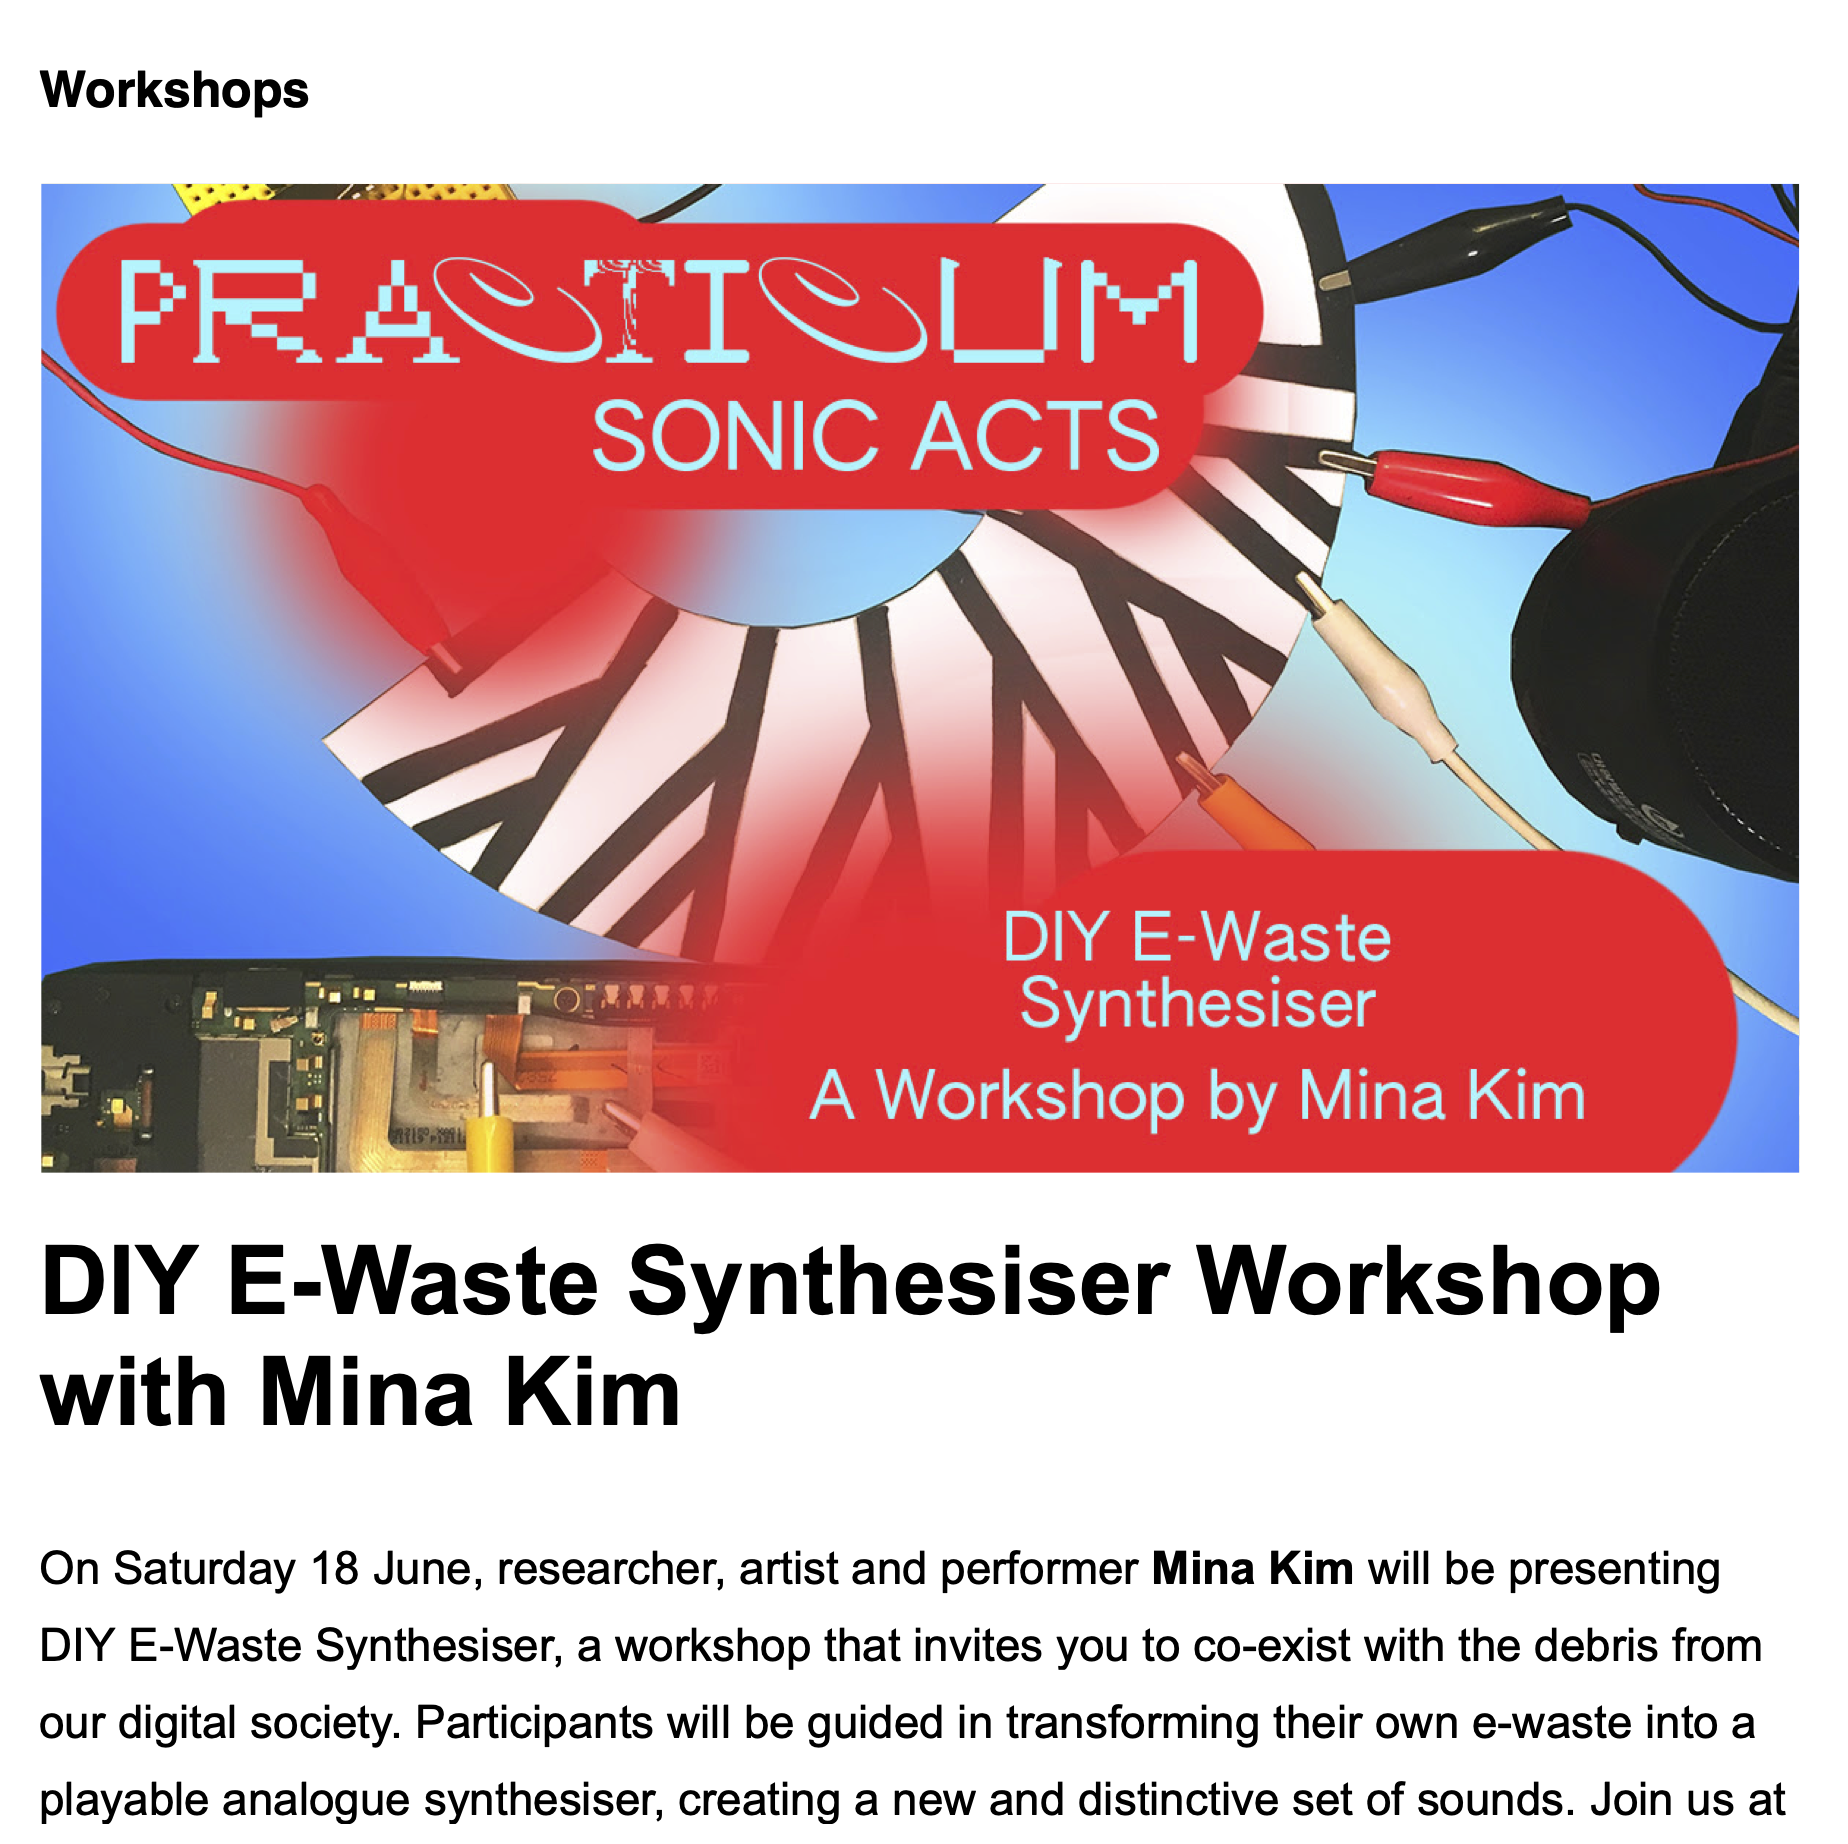 Workshops
PRACTICUM
SONIC ACTS
DIY E-Waste
Synthesiser
A Workshop by Mina Kim
DIY E-Waste Synthesiser Workshop
with Mina Kim
On Saturday 18 June, researcher, artist and performer Mina Kim will be presenting
DIY E-Waste Synthesiser, a workshop that invites you to co-exist with the debris from
our digital society. Participants will be guided in transforming their own e-waste into a
playable analogue synthesiser, creating a new and distinctive set of sounds. Join us at